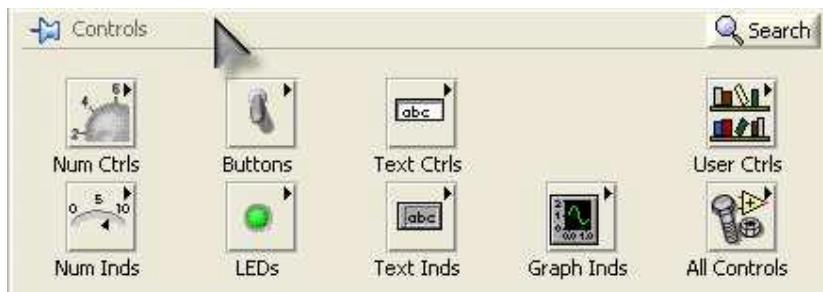 Controls Search
Num Ctrls Buttons Text Ctrls User Ctrls
Num Inds LEDs Text Inds Graph Inds All Controls